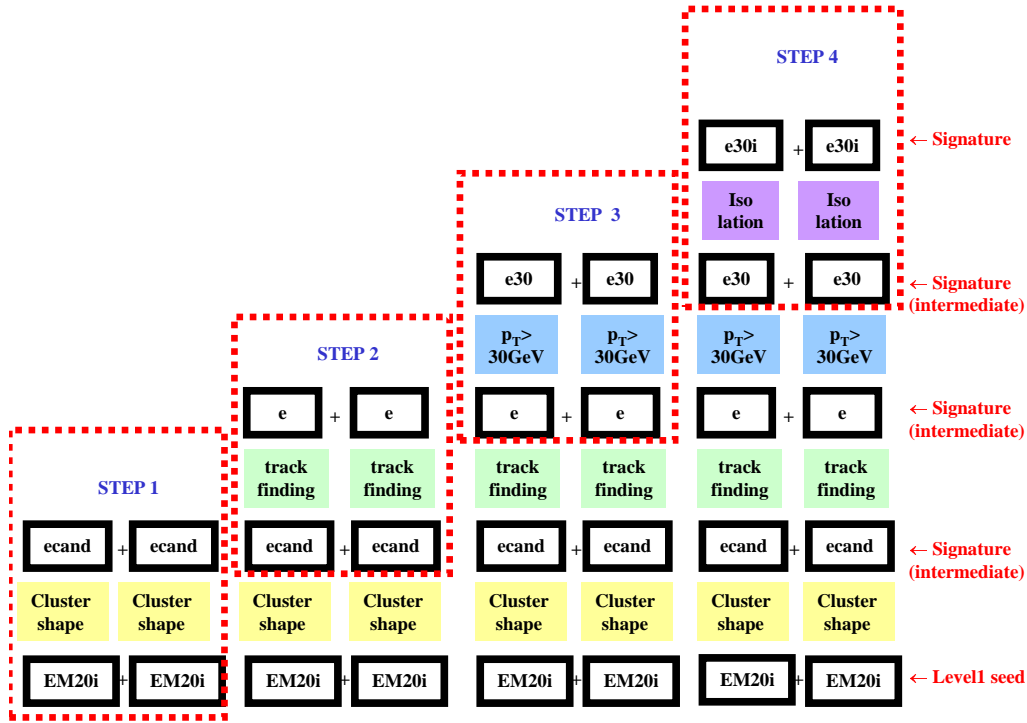 STEP 4
e30i + e30i ← Signature
Iso
lation
Iso
lation
STEP 3
e30 + e30 e30 + e30 ← Signature
(intermediate)
pT>
30GeV
pT>
30GeV
pT>
30GeV
pT>
30GeV
STEP 2
e + e e + e e + e ← Signature
(intermediate)
STEP 1
track
finding
track
finding
track
finding
track
finding
track
finding
track
finding
ecand + ecand ecand + ecand ecand + ecand ecand + ecand ← Signature
(intermediate)
Cluster
shape
Cluster
shape
Cluster
shape
Cluster
shape
Cluster
shape
Cluster
shape
Cluster
shape
Cluster
shape
EM20i + EM20i EM20i + EM20i EM20i + EM20i EM20i + EM20i ← Level1 seed